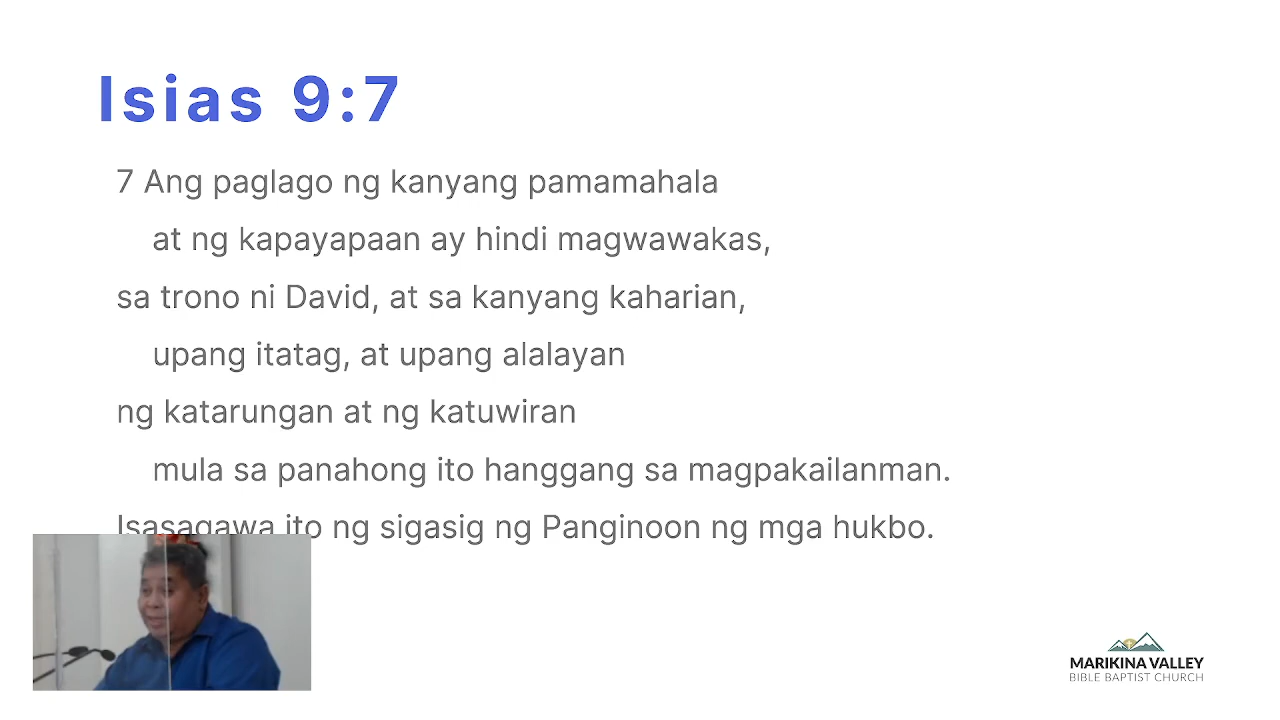 Isias 9:7
7 Ang paglago ng kanyang pamamahala
at ng kapayapaan ay hindi magwawakas,
sa trono ni David, at sa kanyang kaharian,
upang itatag, at upang alalayan
ng katarungan at ng katuwiran
mula sa panahong ito hanggang sa magpakailanman.
Isasagawa ito ng sigasig ng Panginoon ng mga hukbo.
MARIKINA VALLEY
BIBLE BAPTIST CHURCH